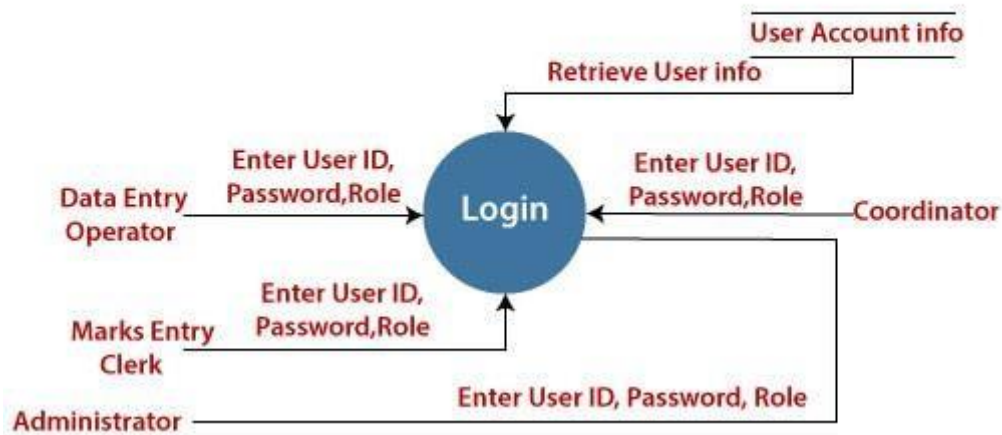 User Account info
Retrieve User info
Enter User ID,
Password,Role
Enter User ID,
Password,Role
Data Entry
Operator
Login
Coordinator
Enter User ID,
Password,Role
Marks Entry
Clerk
Enter User ID, Password, Role
Administrator